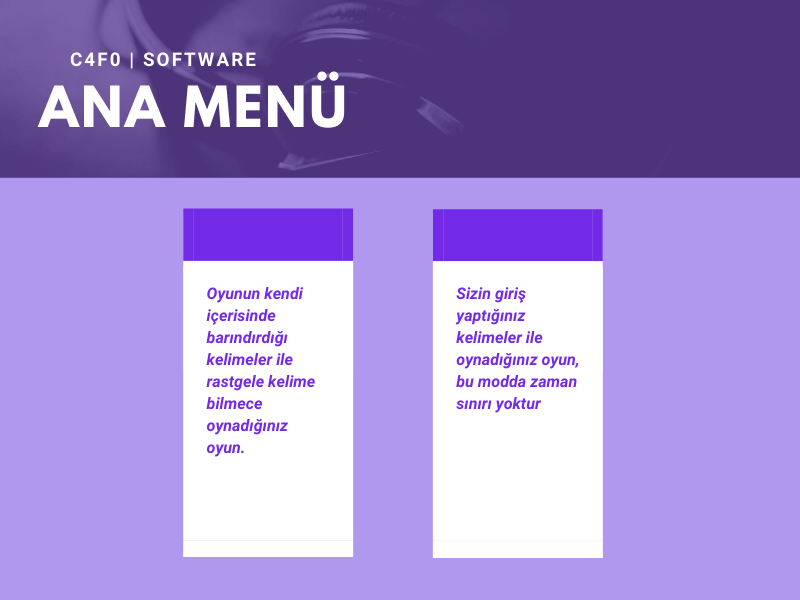 C4F0 | SOFTWARE
ANA MENÜ
Oyunun kendi
içerisinde
barındırdığı
kelimeler ile
rastgele kelime
bilmece
oynadığınız
oyun.
Sizin giriş
yaptığınız
kelimeler ile
oynadığınız oyun,
bu modda zaman
sınırı yoktur